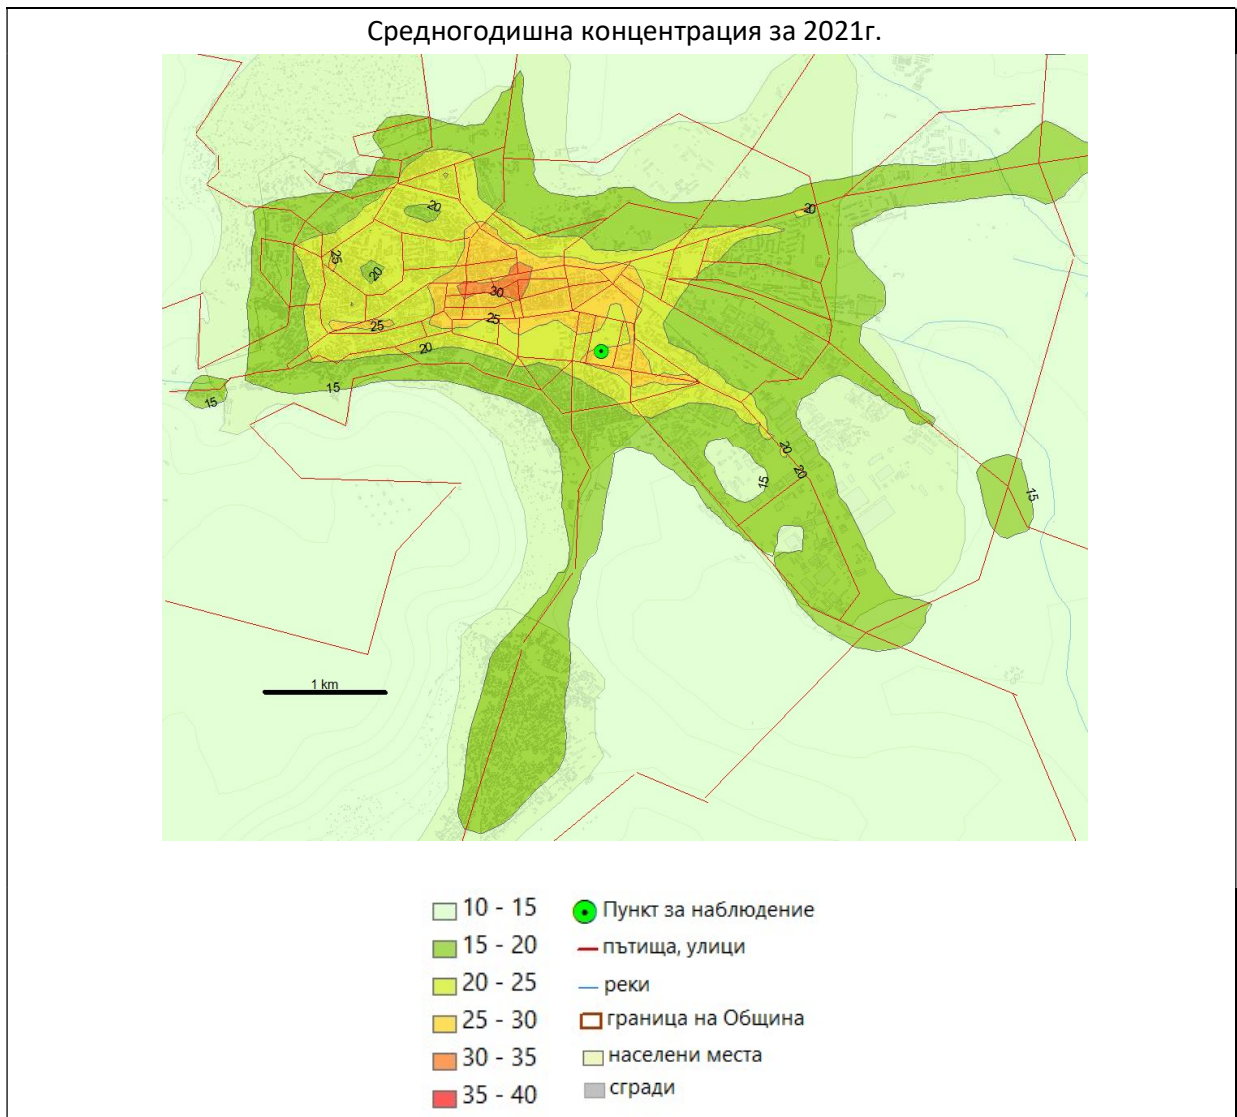 Средногодишна концентрация за 2021г.
20
20
25
20
30
25
25
20
15
15
20
20
15
15
1 km
10 - 15
Пункт за наблюдение
15 - 20
пътища, улици
20 - 25
реки
25 - 30
граница на Община
30 - 35
населени места
35 - 40
сгради